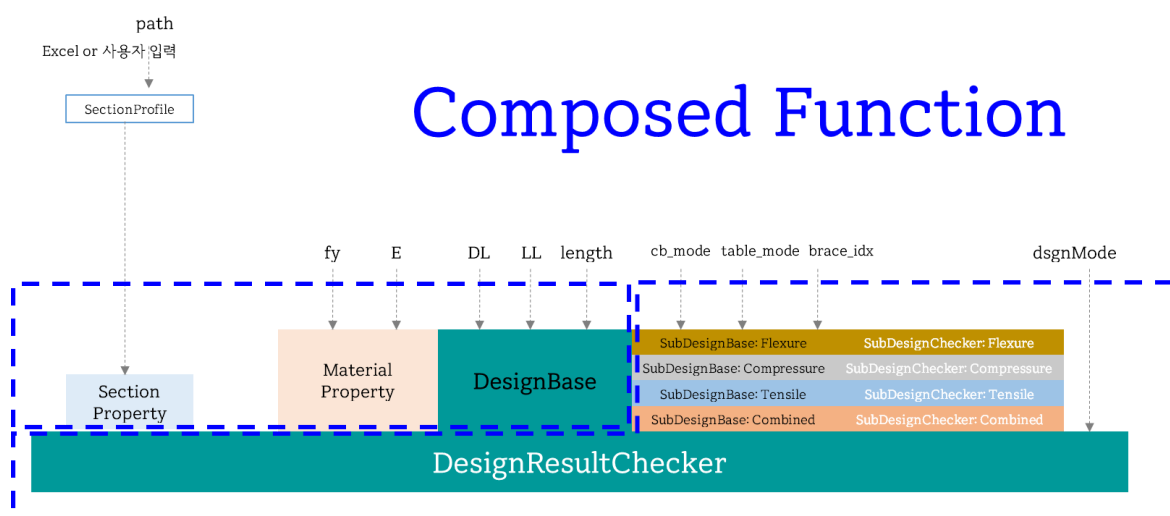 path
Excel or 사용자 입력
SectionProfile
Composed Function
fy
E
DL
LL
length
cb_mode
table_mode
brace_idx
dsgnMode
Section
Property
Material
Property
DesignBase
SubDesignBase: Flexure
SubDesignChecker: Flexure
SubDesignBase: Compressure
SubDesignChecker: Compressure
SubDesignBase: Tensile
SubDesignChecker: Tensile
SubDesignBase: Combined
SubDesignChecker: Combined
DesignResultChecker